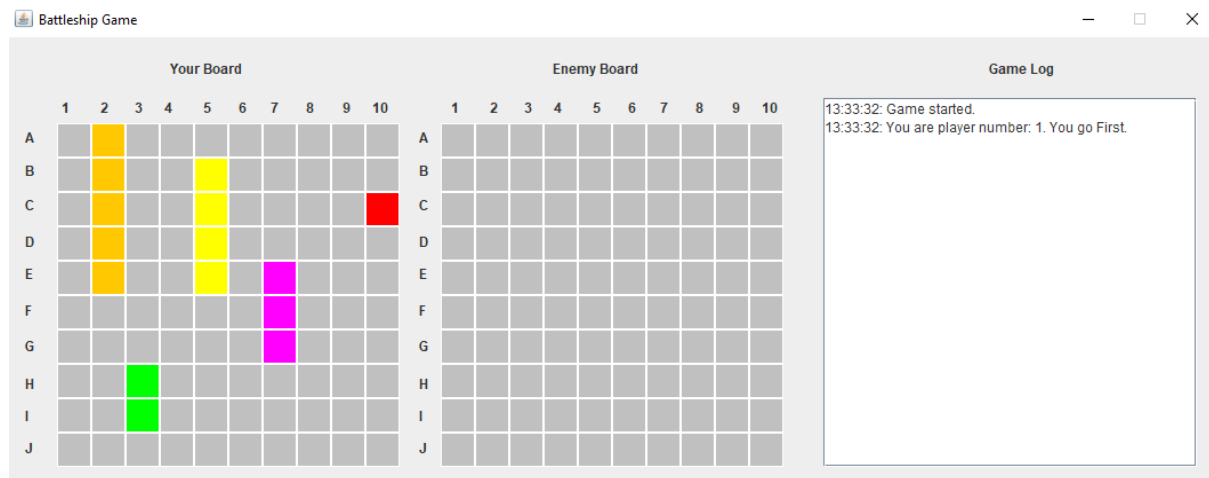 Battleship Game
Your Board
Enemy Board
Game Log
1 2 3 4 5 6 7 8 9 10
1 2 3 4 5 6 7 8 9 10
13:33:32: Game started.
13:33:32: You are player number: 1. You go First.
A
B
C
D
E
F
G
H
I
J
A
B
C
D
E
F
G
H
I
J